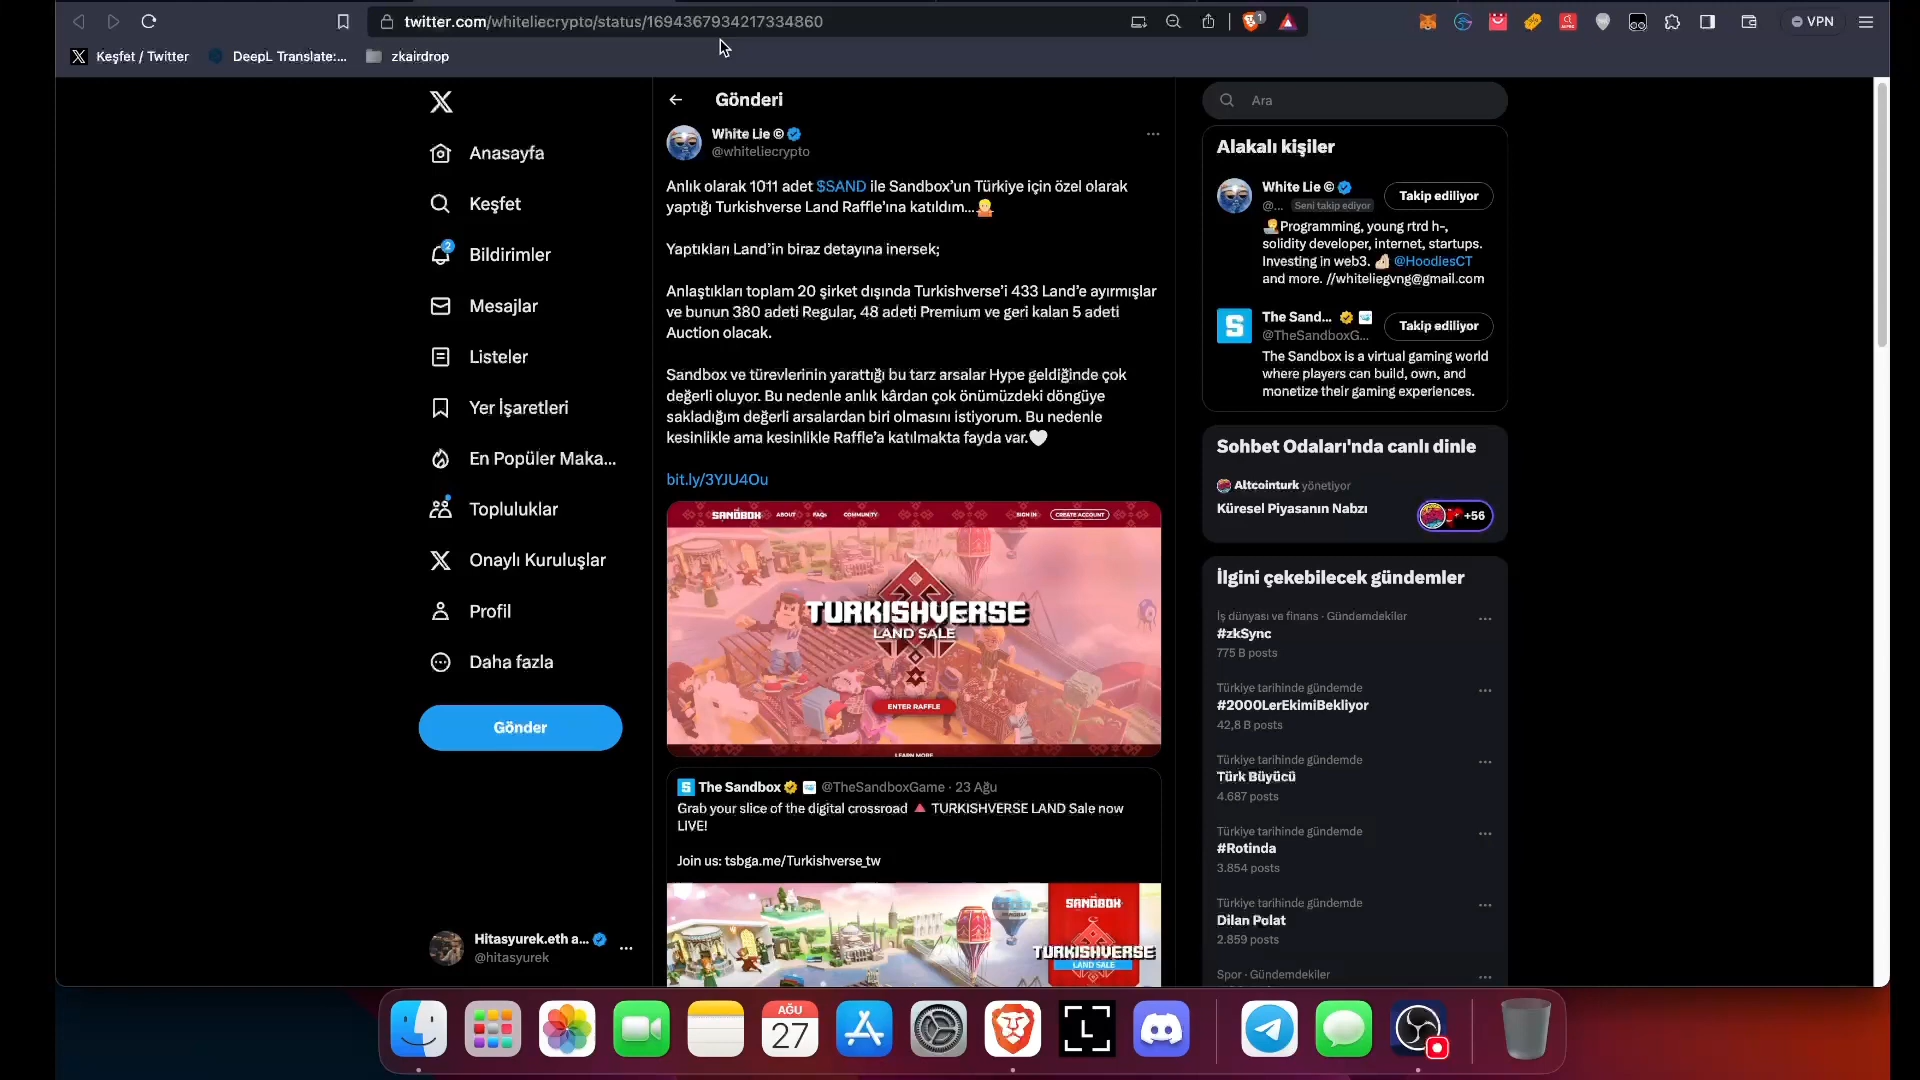 twitter.com/whiteliecrypto/status/1694367934217334860
1
VPN
Keşfet / Twitter
DeepL Translate:...
zkairdrop
Anasayfa
Keşfet
2
Bildirimler
Mesajlar
Listeler
Yer İşaretleri
En Popüler Maka...
Topluluklar
Onaylı Kuruluşlar
Profil
Daha fazla
Gönder
Hitasyurek.eth a...
@hitasyurek
Gönderi
White Lie ©
@whiteliecrypto
Anlık olarak 1011 adet $SAND ile Sandbox'un Türkiye için özel olarak
yaptığı Turkishverse Land Raffle'ına katıldım...
Yaptıkları Land'in biraz detayına inersek;
Anlaştıkları toplam 20 şirket dışında Turkishverse'i 433 Land'e ayırmışlar
ve bunun 380 adeti Regular, 48 adeti Premium ve geri kalan 5 adeti
Auction olacak.
Sandbox ve türevlerinin yarattığı bu tarz arsalar Hype geldiğinde çok
değerli oluyor. Bu nedenle anlık kârdan çok önümüzdeki döngüye
sakladığım değerli arsalardan biri olmasını istiyorum. Bu nedenle
kesinlikle ama kesinlikle Raffle'a katılmakta fayda var.
bit.ly/3YJU4Ou
SANDBOX
ABOUT
FAQs
COMMUNITY
SIGN IN
CREATE ACCOUNT
TURKISHVERSE
LAND SALE
ENTER RAFFLE
LEARN MORE
The Sandbox
@TheSandboxGame · 23 Ağu
Grab your slice of the digital crossroad 🔺 TURKISHVERSE LAND Sale now
LIVE!
Join us: tsbga.me/Turkishverse_tw
SANDBOX
TURKISHVERSE
LAND SALE
Ara
Alakalı kişiler
White Lie ©
@... Seni takip ediyor
Takip ediliyor
Programming, young rtrd h-,
solidity developer, internet, startups.
Investing in web3. @HoodiesCT
and more. //whiteliegvng@gmail.com
The Sand...
@TheSandboxG...
Takip ediliyor
The Sandbox is a virtual gaming world
where players can build, own, and
monetize their gaming experiences.
Sohbet Odaları'nda canlı dinle
Altcointurk yönetiyor
Küresel Piyasanın Nabzı
+56
İlgini çekebilecek gündemler
İş dünyası ve finans · Gündemdekiler
#zkSync
775 B posts
Türkiye tarihinde gündemde
#2000LerEkimiBekliyor
42,8 B posts
Türkiye tarihinde gündemde
Türk Büyücü
4.687 posts
Türkiye tarihinde gündemde
#Rotinda
3.854 posts
Türkiye tarihinde gündemde
Dilan Polat
2.859 posts
Spor · Gündemdekiler
AĞU
27
L